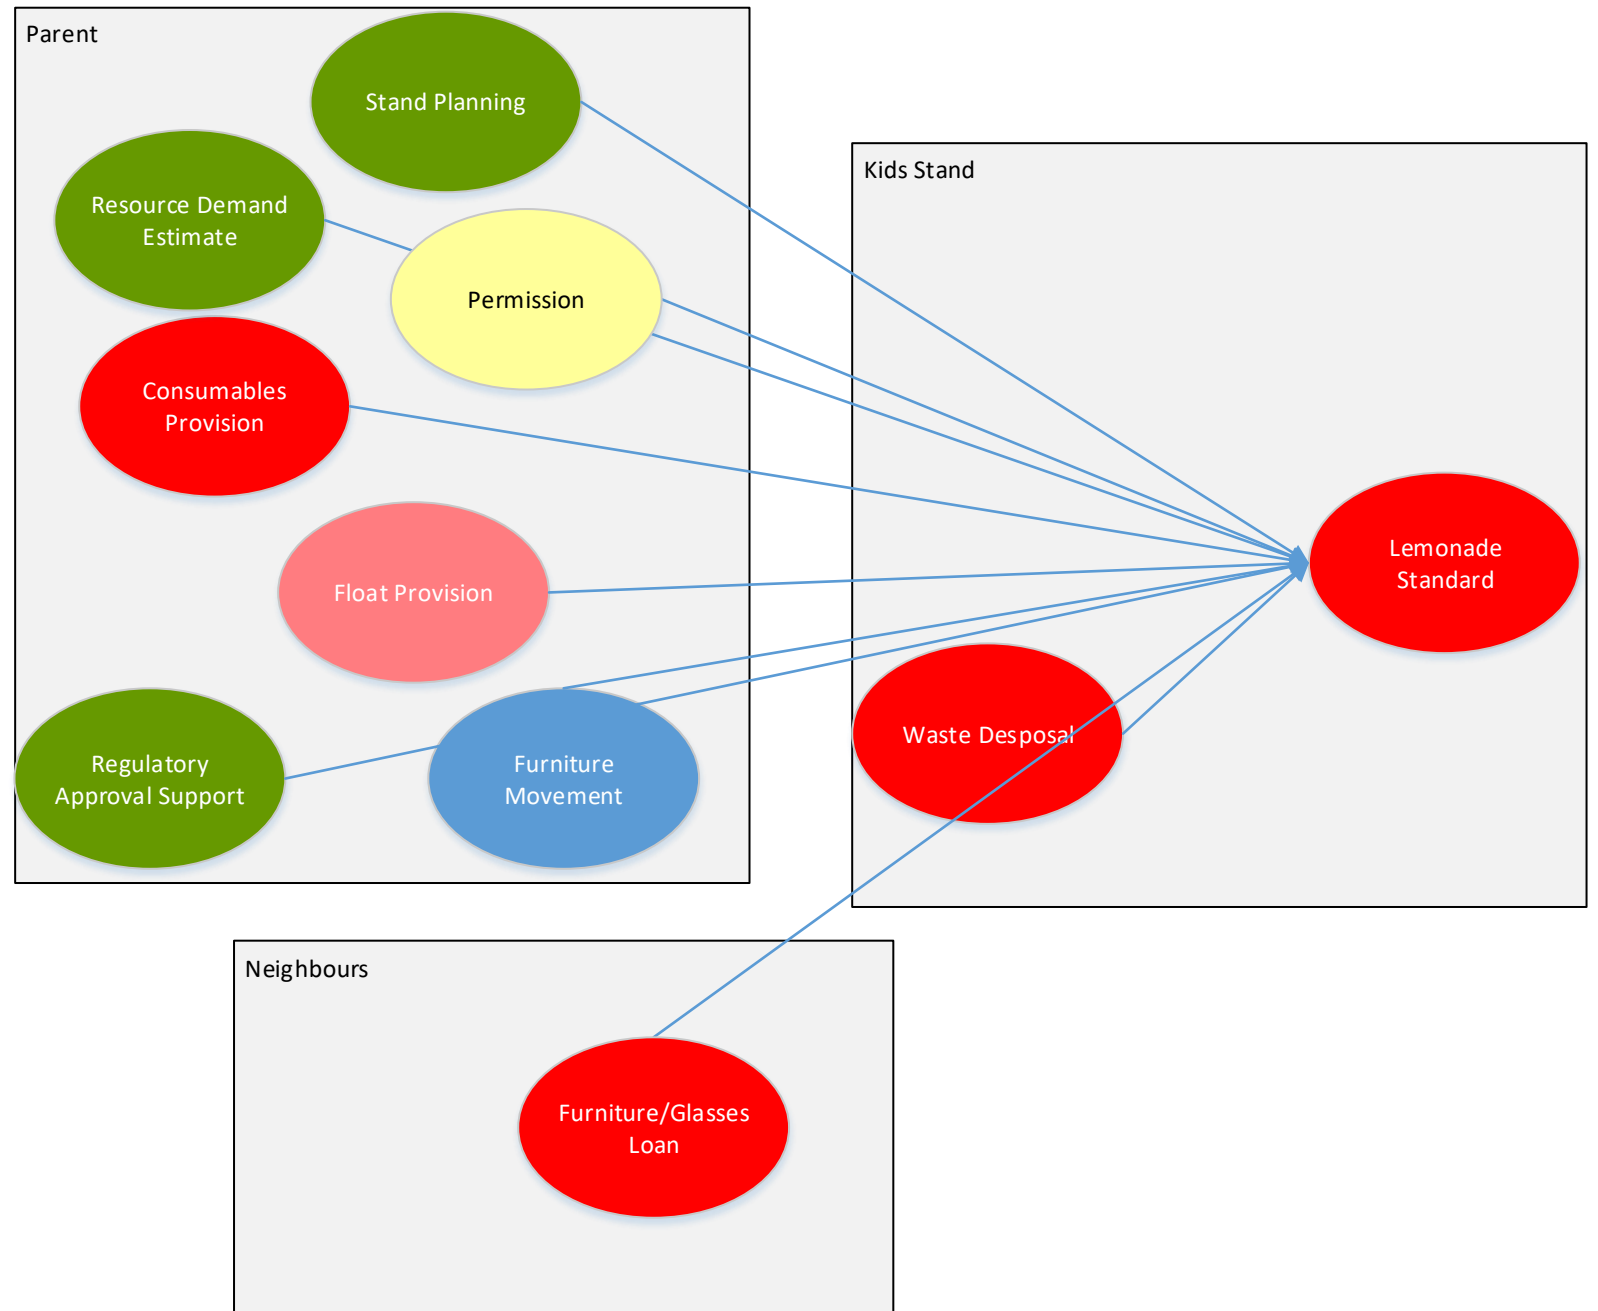 Parent
Stand Planning
Resource Demand
Estimate
Permission
Consumables
Provision
Float Provision
Regulatory
Approval Support
Furniture
Movement
Kids Stand
Lemonade
Standard
Waste Desposal
Neighbours
Furniture/Glasses
Loan